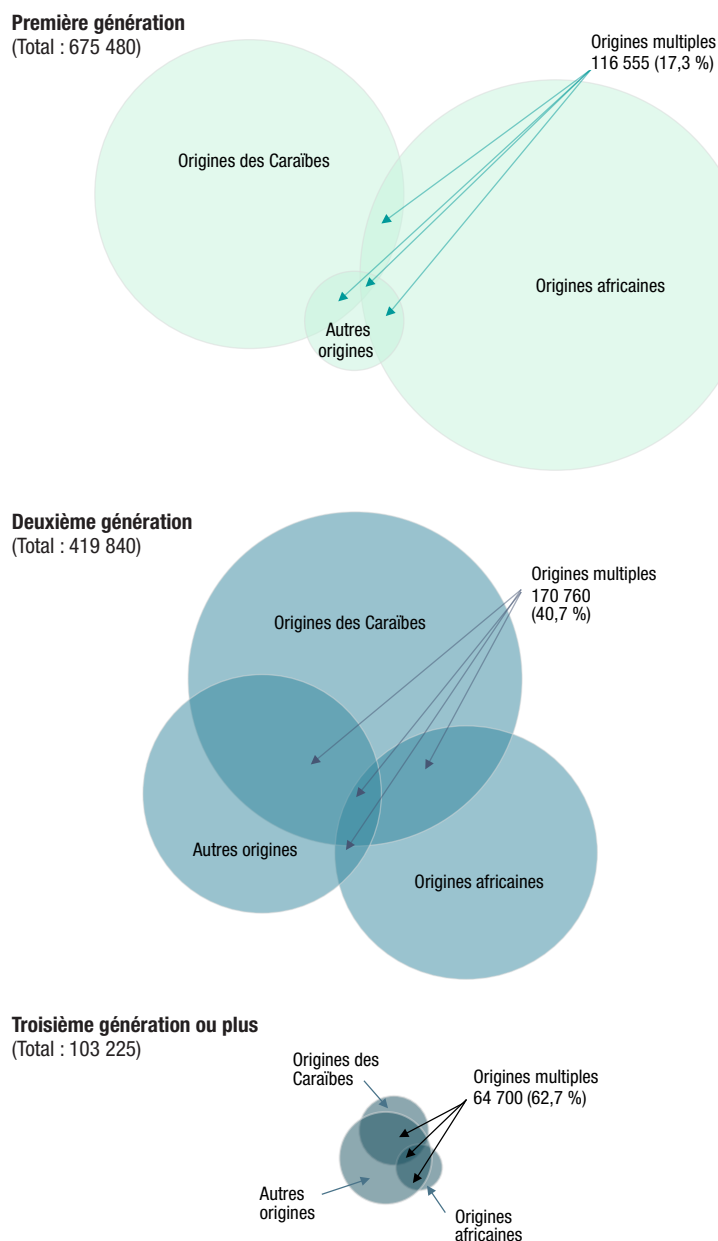 Première génération
(Total : 675 480)
Origines multiples
116 555 (17,3 %)
Origines des Caraïbes
Origines africaines
Autres
origines
Deuxième génération
(Total : 419 840)
Origines multiples
170 760
(40,7 %)
Origines des Caraïbes
Autres origines
Origines africaines
Troisième génération ou plus
(Total : 103 225)
Origines des
Caraïbes
Origines multiples
64 700 (62,7 %)
Autres
origines
Origines
africaines